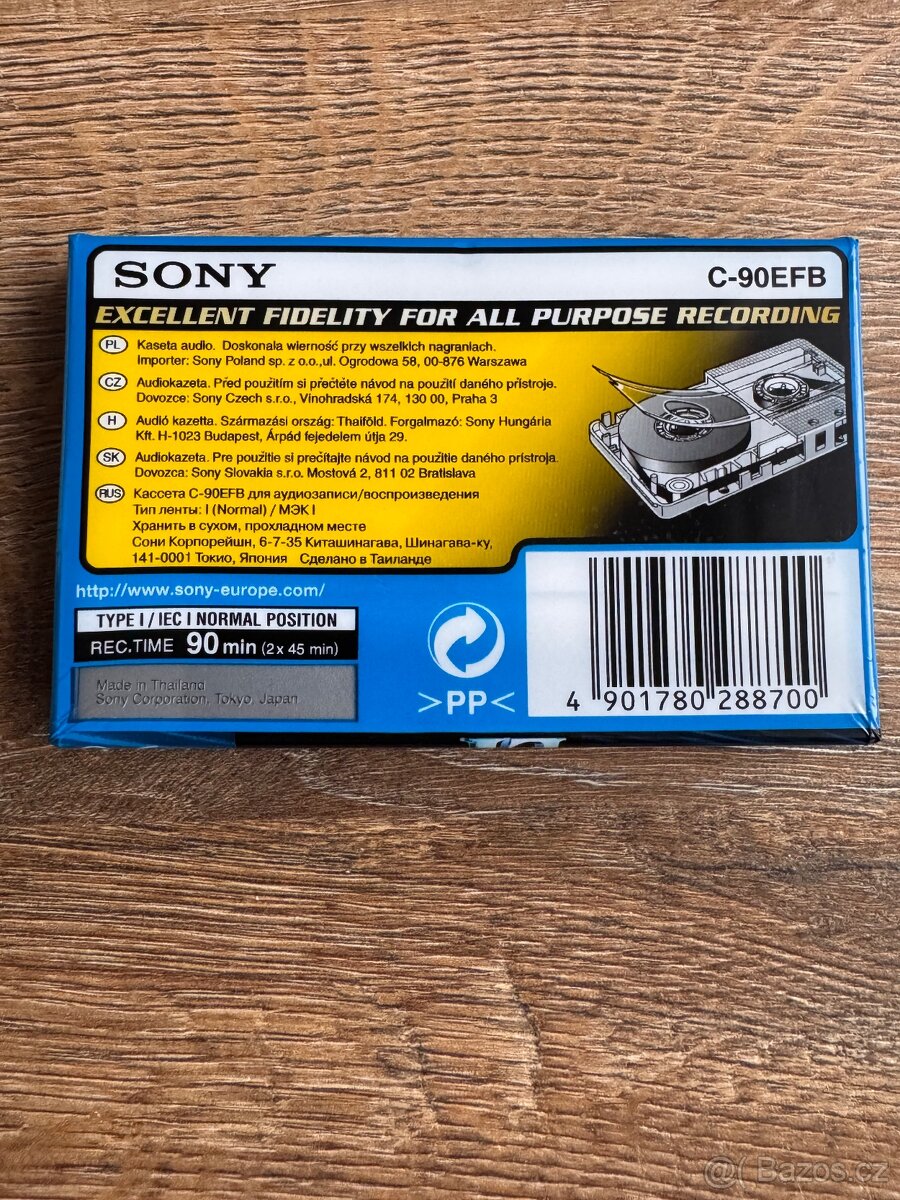 SONY
C-90EFB
EXCELLENT FIDELITY FOR ALL PURPOSE RECORDING
PL Kaseta audio. Doskonala wierność przy wszelkich nagraniach.
Importer: Sony Poland sp. z o.o.,ul. Ogrodowa 58, 00-876 Warszawa
CZ Audiokazeta. Před použitím si přečtěte návod na použití daného přístroje.
Dovozce: Sony Czech s.r.o., Vinohradská 174, 130 00, Praha 3
H Audió kazetta. Származási ország: Thaiföld. Forgalmazó: Sony Hungária
Kft. H-1023 Budapest, Árpád fejedelem útja 29.
SK Audiokazeta. Pre použitie si prečítajte návod na použitie daného prístroja.
Dovozca: Sony Slovakia s.r.o. Mostová 2, 811 02 Bratislava
RUS Кассета C-90EFB для аудиозаписи/воспроизведения
Тип ленты: I (Normal) / МЭК I
Хранить в сухом, прохладном месте
Сони Корпорейшн, 6-7-35 Киташинагава, Шинагава-ку,
141-0001 Токио, Япония Сделано в Таиланде
http://www.sony-europe.com/
TYPE I / IEC I NORMAL POSITION
REC.TIME 90 min (2 x 45 min)
Made in Thailand
Sony Corporation, Tokyo, Japan
>PP<
4 901780 288700
@( Bazos.cz